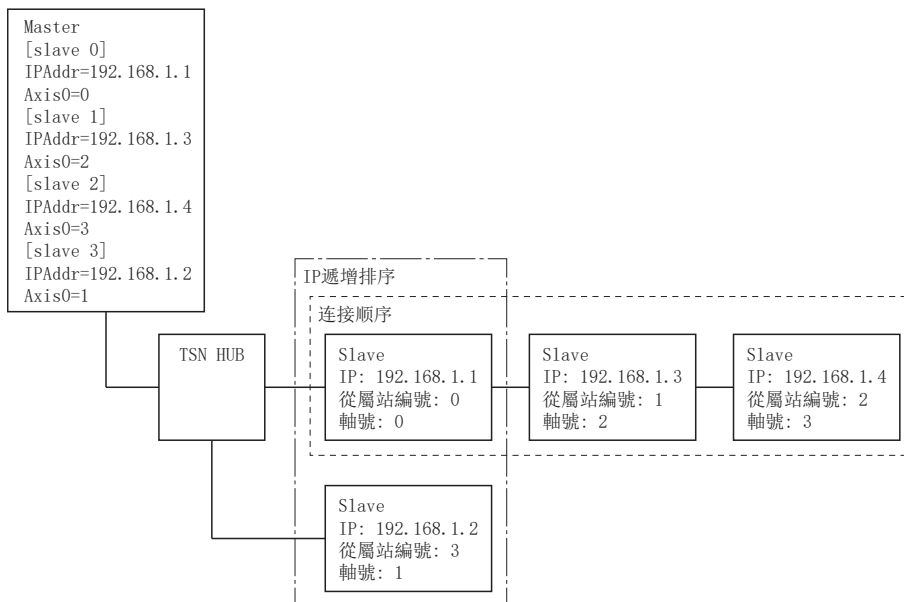 Master
[slave 0]
IPAddr=192.168.1.1
Axis0=0
[slave 1]
IPAddr=192.168.1.3
Axis0=2
[slave 2]
IPAddr=192.168.1.4
Axis0=3
[slave 3]
IPAddr=192.168.1.2
Axis0=1
TSN HUB
IP遞增排序
连接顺序
Slave
IP: 192.168.1.1
從屬站編號: 0
軸號: 0
Slave
IP: 192.168.1.3
從屬站編號: 1
軸號: 2
Slave
IP: 192.168.1.4
從屬站編號: 2
軸號: 3
Slave
IP: 192.168.1.2
從屬站編號: 3
軸號: 1